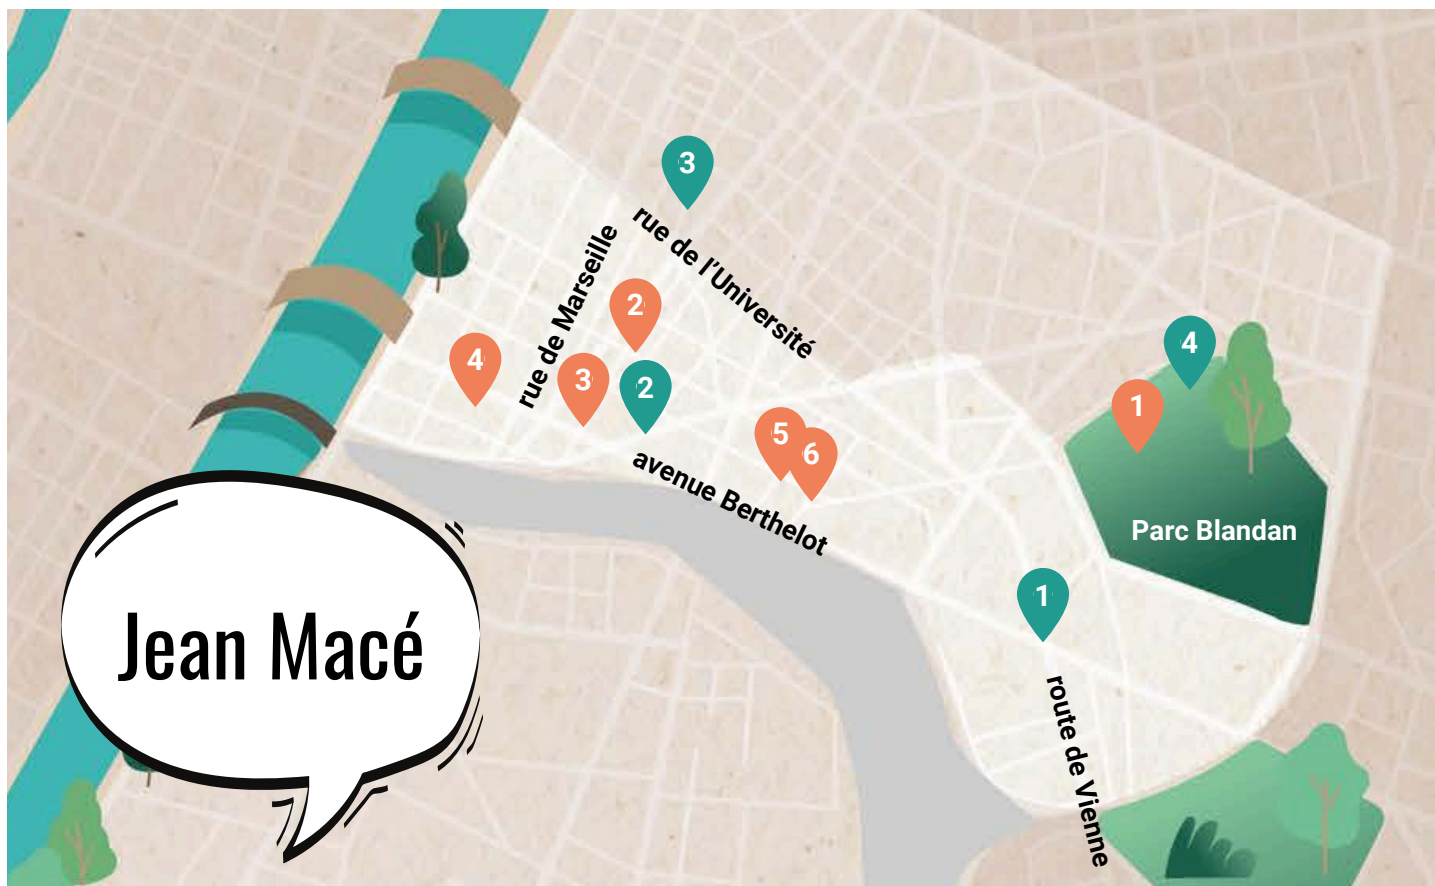 3
rue de l'Université
rue de Marseille
2
4
4
3
2
1
5
6
avenue Berthelot
Parc Blandan
1
Jean Macé
route de Vienne